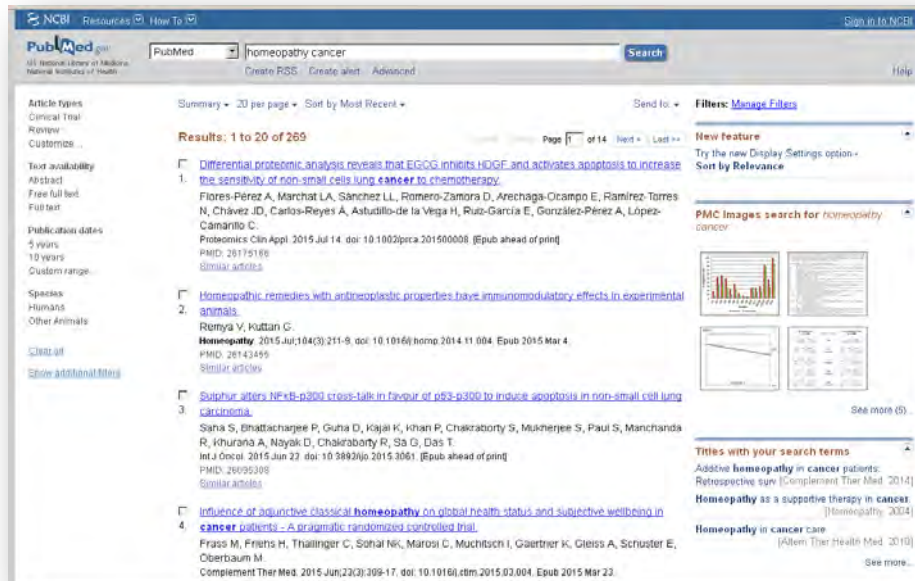 NCBI Resources How To Sign in to NCBI
PubMed.gov
US National Library of Medicine
National Institutes of Health
PubMed homeopathy cancer Search
Create RSS Create alert Advanced Help
Article types
Clinical Trial
Review
Customize ...
Text availability
Abstract
Free full text
Full text
Publication dates
5 years
10 years
Custom range...
Species
Humans
Other Animals
Clear all
Show additional filters
Summary 20 per page Sort by Most Recent Send to:
Results: 1 to 20 of 269
Page 1 of 14 Next > Last >>
Differential proteomic analysis reveals that EGCG inhibits HDGF and activates apoptosis to increase
1. the sensitivity of non-small cells lung cancer to chemotherapy.
Flores-Pérez A, Marchat LA, Sánchez LL, Romero-Zamora D, Arechaga-Ocampo E, Ramírez-Torres
N, Chávez JD, Carlos-Reyes Á, Astudillo-de la Vega H, Ruiz-García E, González-Pérez A, López-
Camarillo C.
Proteomics Clin Appl. 2015 Jul 14. doi: 10.1002/prca.201500008. [Epub ahead of print]
PMID: 26175166
Similar articles
Homeopathic remedies with antineoplastic properties have immunomodulatory effects in experimental
2. animals.
Remya V, Kuttan G.
Homeopathy. 2015 Jul;104(3):211-9. doi: 10.1016/j.homp.2014.11.004. Epub 2015 Mar 4.
PMID: 26143455
Similar articles
Sulphur alters NFκB-p300 cross-talk in favour of p53-p300 to induce apoptosis in non-small cell lung
3. carcinoma.
Saha S, Bhattacharjee P, Guha D, Kajal K, Khan P, Chakraborty S, Mukherjee S, Paul S, Manchanda
R, Khurana A, Nayak D, Chakrabarty R, Sa G, Das T.
Int J Oncol. 2015 Jun 22. doi: 10.3892/ijo.2015.3061. [Epub ahead of print]
PMID: 26095308
Similar articles
Influence of adjunctive classical homeopathy on global health status and subjective wellbeing in
4. cancer patients - A pragmatic randomized controlled trial.
Frass M, Friehs H, Thallinger C, Sohal NK, Marosi C, Muchitsch I, Gaertner K, Gleiss A, Schuster E,
Oberbaum M.
Complement Ther Med. 2015 Jun;23(3):309-17. doi: 10.1016/j.ctim.2015.03.004. Epub 2015 Mar 23.
Filters: Manage Filters
New feature
Try the new Display Settings option -
Sort by Relevance
PMC Images search for homeopathy
cancer
See more (5)...
Titles with your search terms
Additive homeopathy in cancer patients:
Retrospective surv [Complement Ther Med. 2014]
Homeopathy as a supportive therapy in cancer.
[Homeopathy. 2004]
Homeopathy in cancer care.
[Altern Ther Health Med. 2010]
See more...